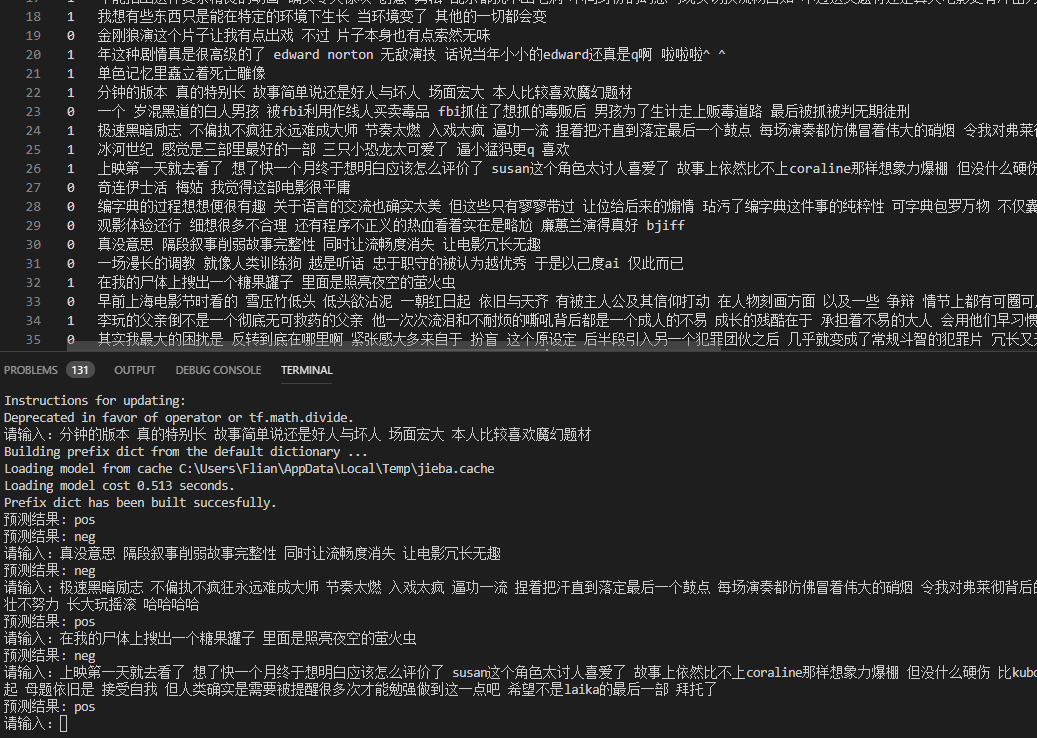 18 1 我想有些东西只是能在特定的环境下生长 当环境变了 其他的一切都会变
19 0 金刚狼演这个片子让我有点出戏 不过 片子本身也有点索然无味
20 1 年这种剧情真是很高级的了 edward norton 无敌演技 话说当年小小的edward还真是q啊 啦啦啦^ ^
21 1 单色记忆里矗立着死亡雕像
22 1 分钟的版本 真的特别长 故事简单说还是好人与坏人 场面宏大 本人比较喜欢魔幻题材
23 0 一个 岁混黑道的白人男孩 被fbi利用作线人买卖毒品 fbi抓住了想抓的毒贩后 男孩为了生计走上贩毒道路 最后被抓被判无期徒刑
24 1 极速黑暗励志 不偏执不疯狂永远难成大师 节奏太燃 入戏太疯 逼功一流 捏着把汗直到落定最后一个鼓点 每场演奏都仿佛冒着伟大的硝烟 令我对弗莱彻
25 1 冰河世纪 感觉是三部里最好的一部 三只小恐龙太可爱了 逼小猛犸更q 喜欢
26 1 上映第一天就去看了 想了快一个月终于想明白应该怎么评价了 susan这个角色太讨人喜爱了 故事上依然比不上coraline那样想象力爆棚 但没什么硬伤
27 0 奇连伊士活 梅姑 我觉得这部电影很平庸
28 0 编字典的过程想想便很有趣 关于语言的交流也确实太美 但这些只有寥寥带过 让位给后来的煽情 玷污了编字典这件事的纯粹性 可字典包罗万物 不仅囊
29 0 观影体验还行 细想很多不合理 还有程序不正义的热血看着实在是略尬 廉蕙兰演得真好 bjiff
30 0 真没意思 隔段叙事削弱故事完整性 同时让流畅度消失 让电影冗长无趣
31 0 一场漫长的调教 就像人类训练狗 越是听话 忠于职守的被认为越优秀 于是以己度ai 仅此而已
32 1 在我的尸体上搜出一个糖果罐子 里面是照亮夜空的萤火虫
33 0 早前上海电影节时看的 雪压竹低头 低头欲沾泥 一朝红日起 依旧与天齐 有被主人公及其信仰打动 在人物刻画方面 以及一些 争辩 情节上都有可圈可
34 1 李玩的父亲倒不是一个彻底无可救药的父亲 他一次次流泪和不耐烦的嘶吼背后都是一个成人的不易 成长的残酷在于 承担着不易的大人 会用他们早习惯
35 0 其实我最大的困扰是 反转到底在哪里啊 紧张感大多来自于 扮盲 这个原设定 后半段引入另一个犯罪团伙之后 几乎就变成了常规斗智的犯罪片 冗长又
PROBLEMS 131 OUTPUT DEBUG CONSOLE TERMINAL
Instructions for updating:
Deprecated in favor of operator or tf.math.divide.
请输入: 分钟的版本 真的特别长 故事简单说还是好人与坏人 场面宏大 本人比较喜欢魔幻题材
Building prefix dict from the default dictionary ...
Loading model from cache C:\Users\Flian\AppData\Local\Temp\jieba.cache
Loading model cost 0.513 seconds.
Prefix dict has been built succesfully.
预测结果: pos
预测结果: neg
请输入: 真没意思 隔段叙事削弱故事完整性 同时让流畅度消失 让电影冗长无趣
预测结果: neg
请输入: 极速黑暗励志 不偏执不疯狂永远难成大师 节奏太燃 入戏太疯 逼功一流 捏着把汗直到落定最后一个鼓点 每场演奏都仿佛冒着伟大的硝烟 令我对弗莱彻背后的
壮不努力 长大玩摇滚 哈哈哈哈
预测结果: pos
请输入: 在我的尸体上搜出一个糖果罐子 里面是照亮夜空的萤火虫
预测结果: neg
请输入: 上映第一天就去看了 想了快一个月终于想明白应该怎么评价了 susan这个角色太讨人喜爱了 故事上依然比不上coraline那样想象力爆棚 但没什么硬伤 比kubo
起 母题依旧是 接受自我 但人类确实是需要被提醒很多次才能勉强做到这一点吧 希望不是laika的最后一部 拜托了
预测结果: pos
请输入: